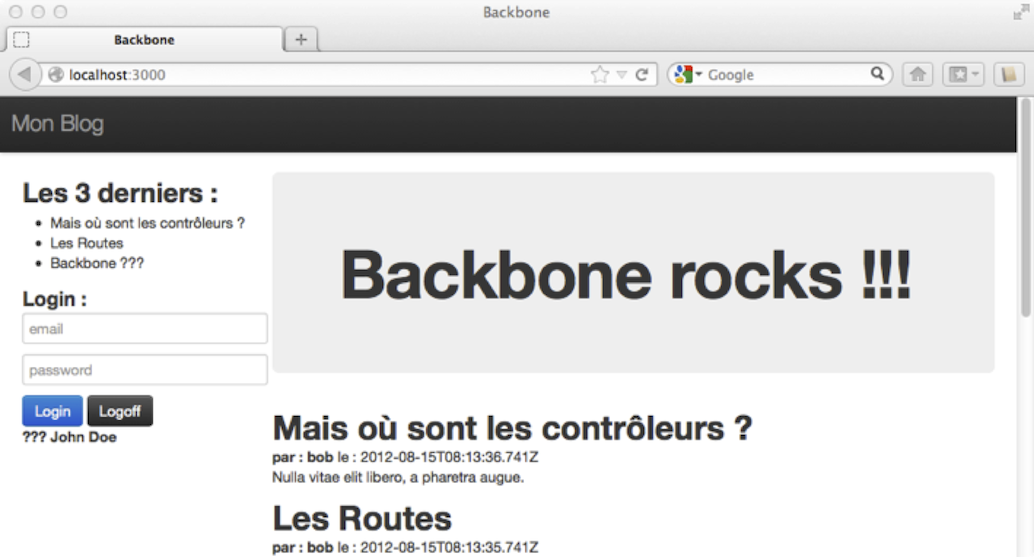 Backbone
Backbone
localhost:3000
Google
Mon Blog
Les 3 derniers :
Mais où sont les contrôleurs ?
Les Routes
Backbone ???
Login :
email
password
Login Logoff
??? John Doe
Backbone rocks !!!
Mais où sont les contrôleurs ?
par : bob le : 2012-08-15T08:13:36.741Z
Nulla vitae elit libero, a pharetra augue.
Les Routes
par : bob le : 2012-08-15T08:13:35.741Z